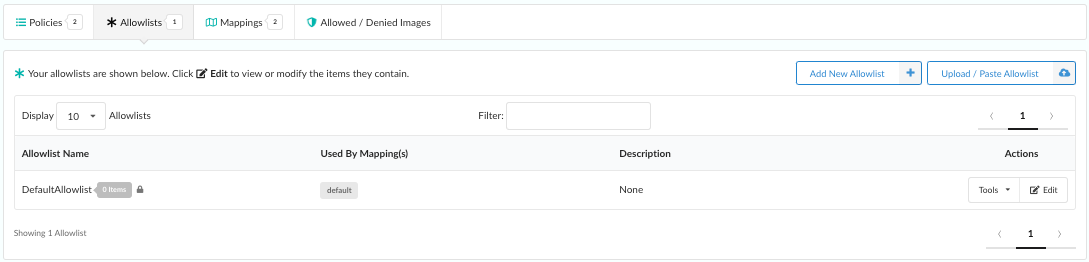 Policies 2 Allowlists 1 Mappings 2 Allowed / Denied Images
Your allowlists are shown below. Click Edit to view or modify the items they contain. Add New Allowlist Upload / Paste Allowlist
Display 10 Allowlists Filter: 1
Allowlist Name Used By Mapping(s) Description Actions
DefaultAllowlist 0 Items default None Tools Edit
Showing 1 Allowlist 1